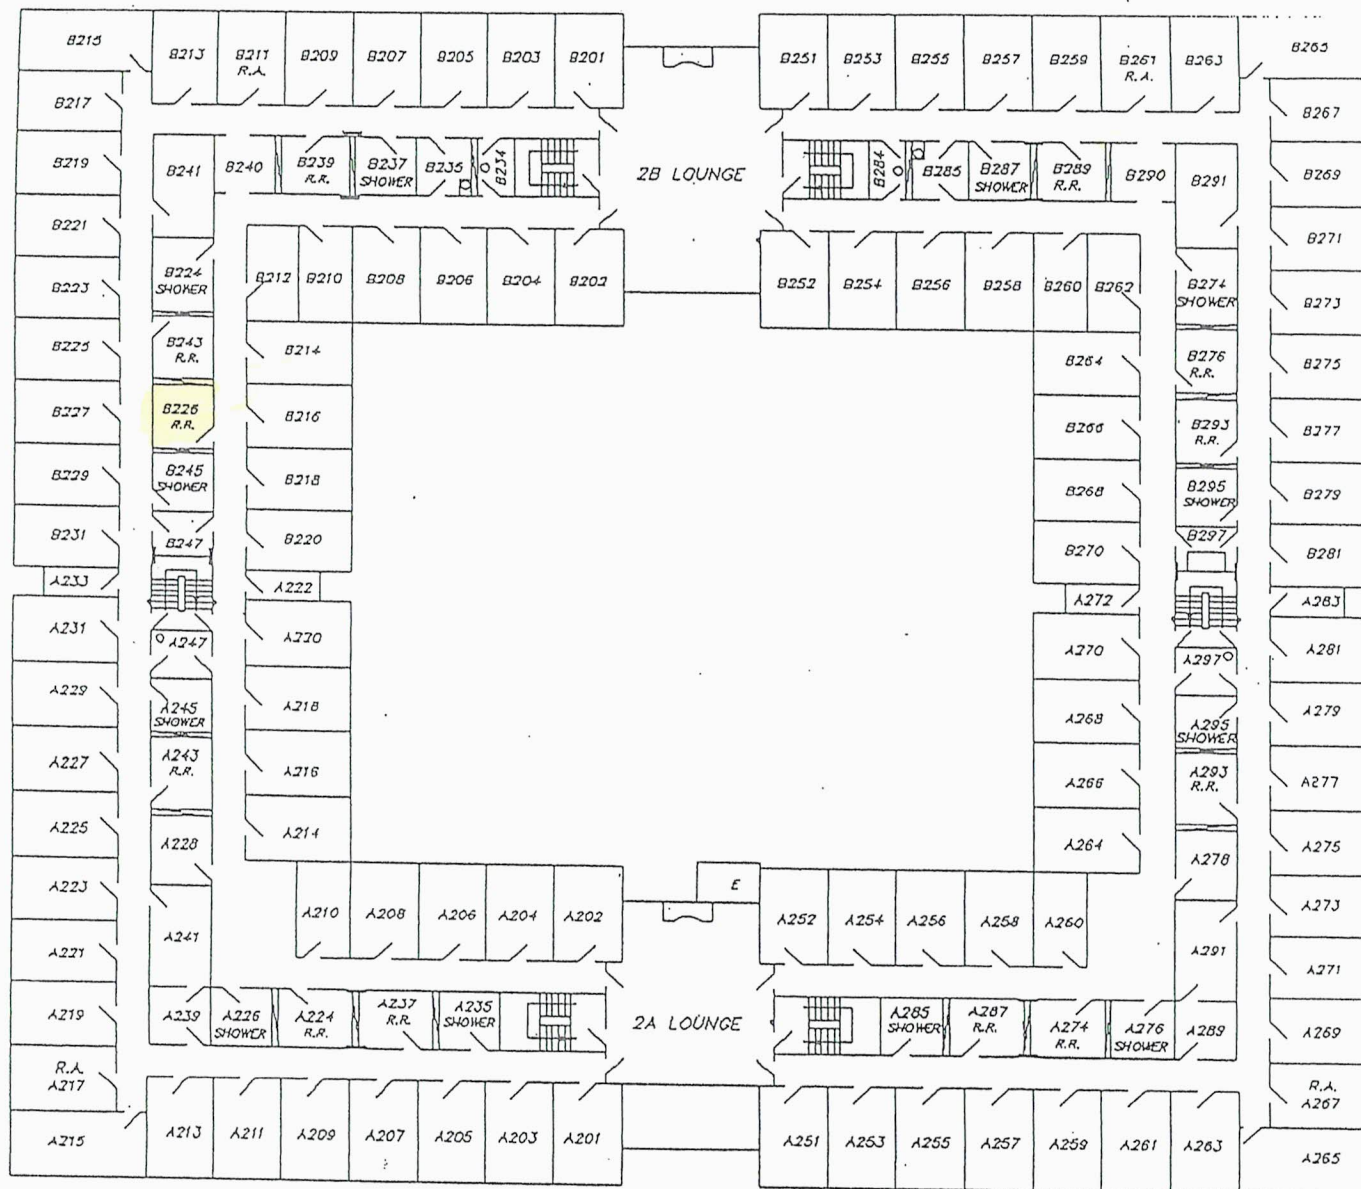 B215
B213
B211
R.A.
B209
B207
B205
B203
B201
B251
B253
B255
B257
B259
B261
R.A.
B263
B265
B217
B267
B219
B241
B240
B239
R.R.
B237
SHOWER
B235
B234
2B LOUNGE
B284
B285
B287
SHOWER
B289
R.R.
B290
B291
B269
B221
B271
B223
B224
SHOWER
B212
B210
B208
B206
B204
B202
B252
B254
B256
B258
B260
B262
B274
SHOWER
B273
B225
B243
R.R.
B214
B264
B276
R.R.
B275
B227
B226
R.R.
B216
B266
B293
R.R.
B277
B229
B245
SHOWER
B218
B268
B295
SHOWER
B279
B231
B247
B220
B270
B297
B281
A233
A222
A272
A283
A231
A247
A220
A270
A297
A281
A229
A245
SHOWER
A218
A268
A295
SHOWER
A279
A227
A243
R.R.
A216
A266
A293
R.R.
A277
A225
A228
A214
A264
A278
A275
A223
A210
A208
A206
A204
A202
E
A252
A254
A256
A258
A260
A273
A221
A241
A291
A271
A219
A239
A226
SHOWER
A224
R.R.
A237
R.R.
A235
SHOWER
2A LOUNGE
A285
SHOWER
A287
R.R.
A274
R.R.
A276
SHOWER
A289
A269
R.A.
A217
R.A.
A267
A215
A213
A211
A209
A207
A205
A203
A201
A251
A253
A255
A257
A259
A261
A263
A265